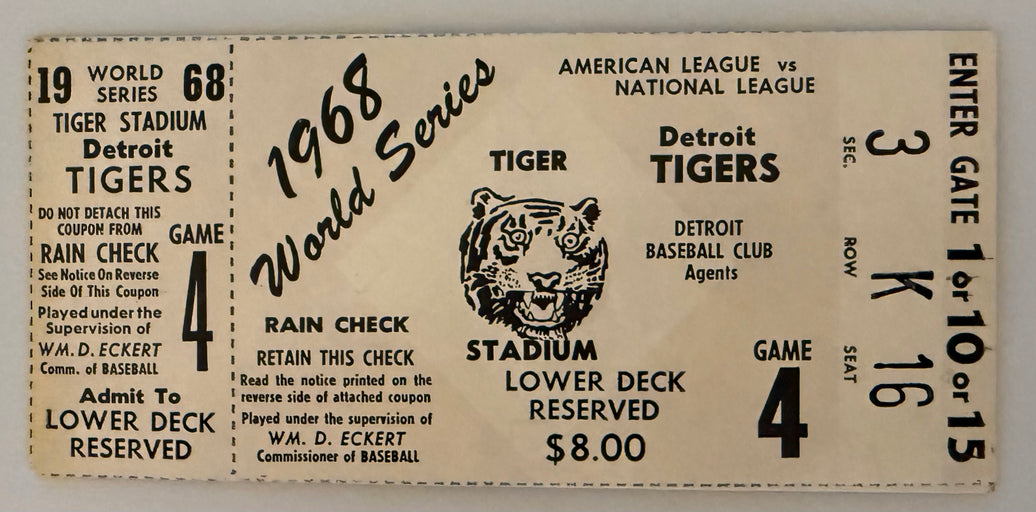 19 WORLD SERIES 68
TIGER STADIUM
Detroit
TIGERS
DO NOT DETACH THIS
COUPON FROM
RAIN CHECK
See Notice On Reverse
Side Of This Coupon
Played under the
Supervision of
WM. D. ECKERT
Comm. of BASEBALL
GAME
4
Admit To
LOWER DECK
RESERVED
1968
World Series
RAIN CHECK
RETAIN THIS CHECK
Read the notice printed on the
reverse side of attached coupon
Played under the supervision of
WM. D. ECKERT
Commissioner of BASEBALL
TIGER
STADIUM
LOWER DECK
RESERVED
$8.00
AMERICAN LEAGUE vs
NATIONAL LEAGUE
Detroit
TIGERS
DETROIT
BASEBALL CLUB
Agents
GAME
4
SEC. 3
ROW K
SEAT 16
ENTER GATE 1 or 10 or 15